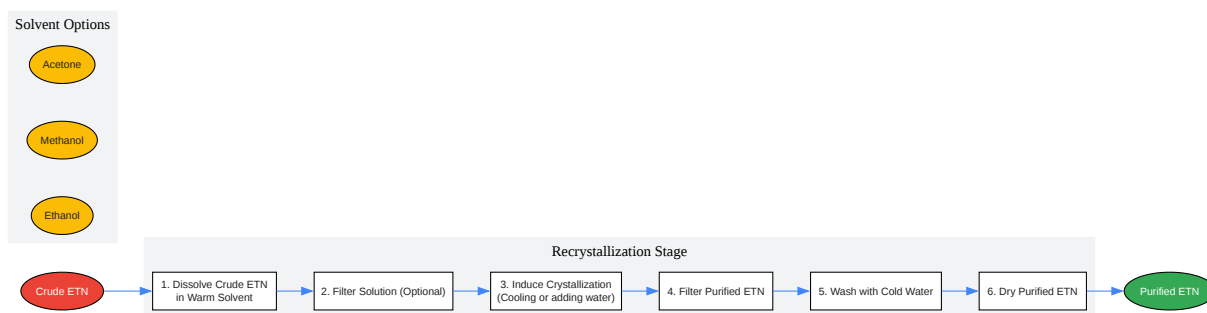 Solvent Options
Acetone
Methanol
Ethanol
Recrystallization Stage
Crude ETN
1. Dissolve Crude ETN
in Warm Solvent
2. Filter Solution (Optional)
3. Induce Crystallization
(Cooling or adding water)
4. Filter Purified ETN
5. Wash with Cold Water
6. Dry Purified ETN
Purified ETN